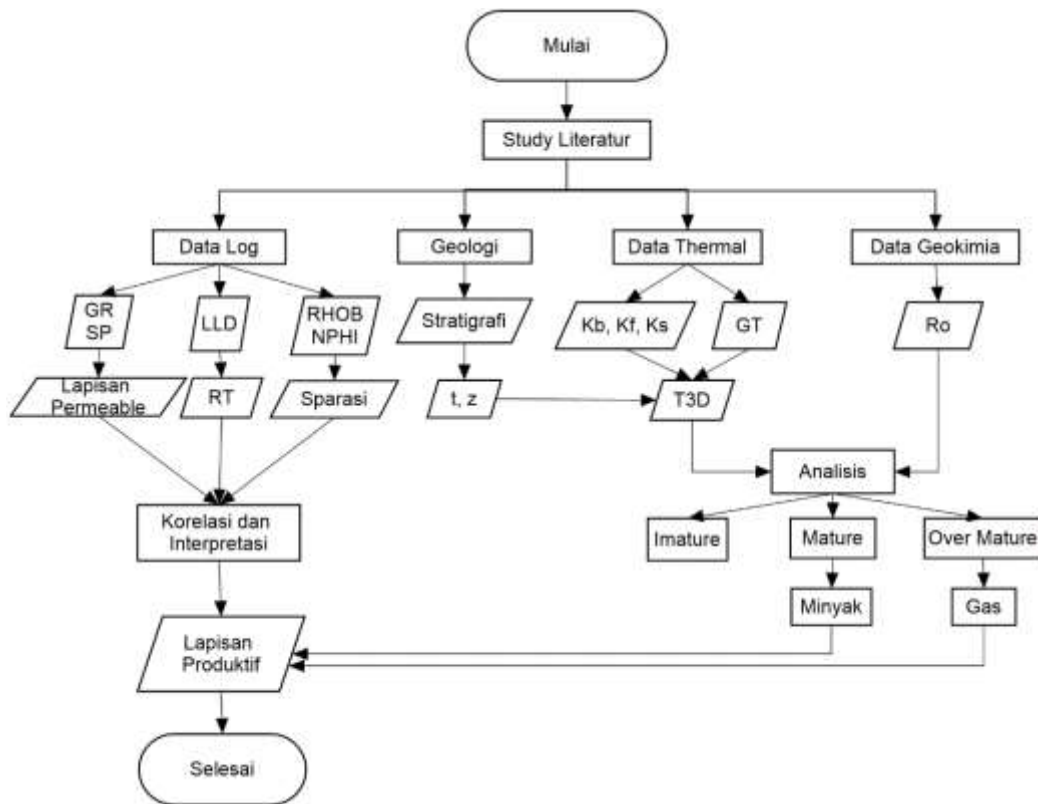 Mulai
Study Literatur
Data Log
Geologi
Data Thermal
Data Geokimia
GR
SP
LLD
RHOB
NPHI
Stratigrafi
Kb, Kf, Ks
GT
Ro
Lapisan
Permeable
RT
Sparasi
t, z
T3D
Analisis
Korelasi dan
Interpretasi
Imature
Mature
Over Mature
Minyak
Gas
Lapisan
Produktif
Selesai